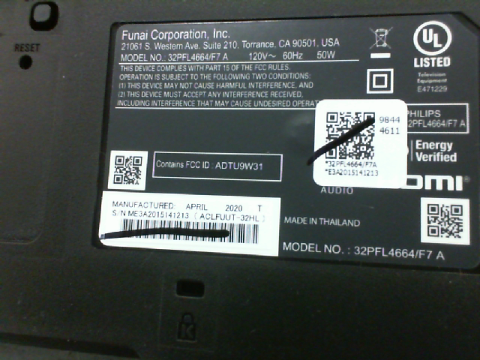 RESET
Funai Corporation, Inc.
21061 S. Western Ave. Suite 210. Torrance, CA 90501, USA
MODEL NO.: 32PFL4664/F7 A 120V~ 60Hz 50W
THIS DEVICE COMPLIES WITH PART 15 OF THE FCC RULES.
OPERATION IS SUBJECT TO THE FOLLOWING TWO CONDITIONS:
(1) THIS DEVICE MAY NOT CAUSE HARMFUL INTERFERENCE, AND
(2) THIS DEVICE MUST ACCEPT ANY INTERFERENCE RECEIVED,
INCLUDING INTERFERENCE THAT MAY CAUSE UNDESIRED OPERAT
UL
LISTED
Television
Equipment
E471229
PHILIPS
32PFL4664/F7 A
9844
4611
*32PFL4664/F7A
*E3A2015141213
Energy
Verified
Contains FCC ID : ADTU9W31
AUDIO
MANUFACTURED: APRIL 2020 T
S/N ME3A2015141213 ( ACLFUUT-32HL )
MADE IN THAILAND
MODEL NO. : 32PFL4664/F7 A